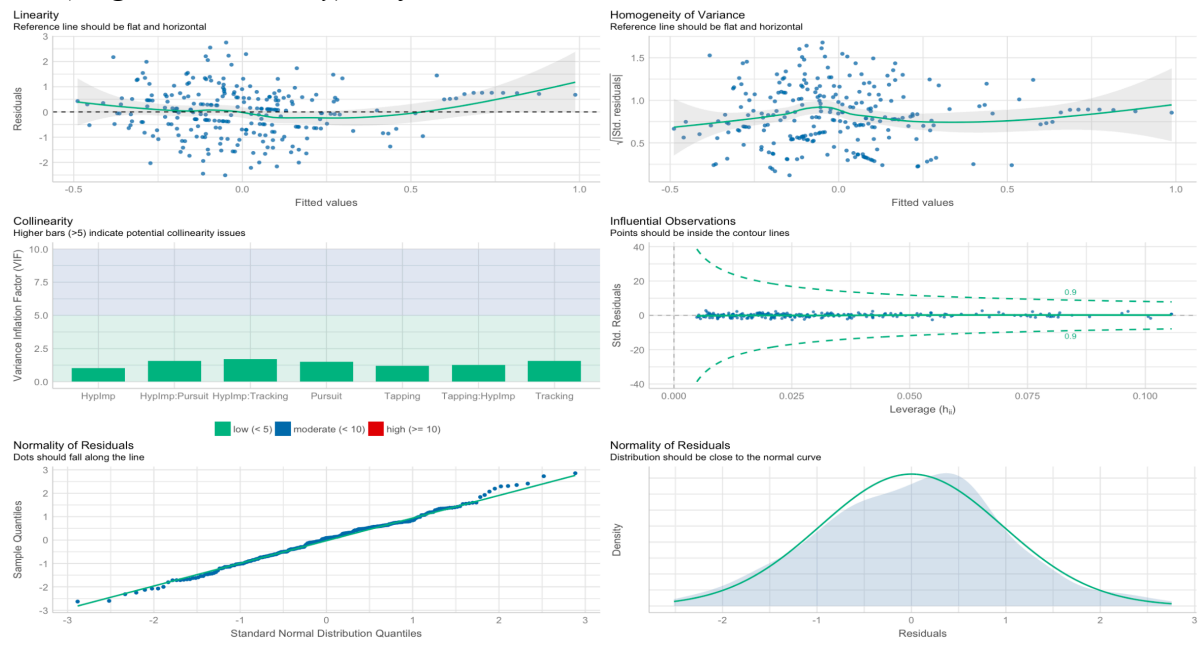 Linearity
Reference line should be flat and horizontal
3
2
1
0
-1
-2
Residuals
-0.5
0.0
0.5
1.0
Fitted values
Homogeneity of Variance
Reference line should be flat and horizontal
1.5
1.0
0.5
√|Std. residuals|
-0.5
0.0
0.5
1.0
Fitted values
Collinearity
Higher bars (>5) indicate potential collinearity issues
10.0
7.5
5.0
2.5
0.0
Variance Inflation Factor (VIF)
HypImp HypImp:Pursuit HypImp:Tracking Pursuit Tapping Tapping:HypImp Tracking
low (< 5) moderate (< 10) high (>= 10)
Influential Observations
Points should be inside the contour lines
40
20
0
-20
-40
Std. Residuals
0.9
0.9
0.000
0.025
0.050
0.075
0.100
Leverage (hᵢᵢ)
Normality of Residuals
Dots should fall along the line
3
2
1
0
-1
-2
-3
Sample Quantiles
-3
-2
-1
0
1
2
3
Standard Normal Distribution Quantiles
Normality of Residuals
Distribution should be close to the normal curve
Density
-2
-1
0
1
2
3
Residuals